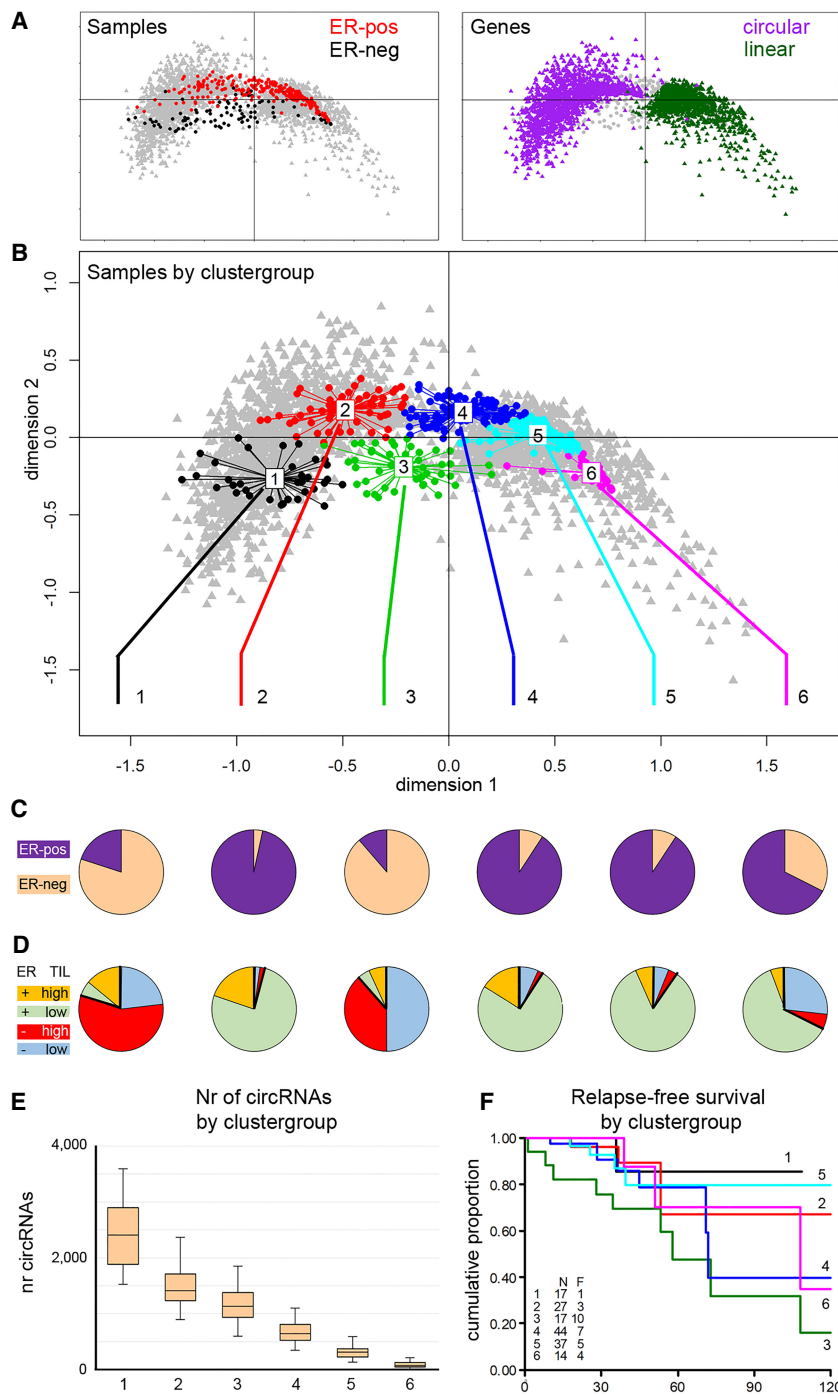 A
Samples
ER-pos
ER-neg
Genes
circular
linear
B
Samples by clustergroup
dimension 2
1.0
0.5
0.0
-0.5
-1.0
-1.5
1
2
3
4
5
6
1
2
3
4
5
6
-1.5
-1.0
-0.5
0.0
0.5
1.0
1.5
dimension 1
C
ER-pos
ER-neg
D
ER TIL
+ high
+ low
- high
- low
E
Nr of circRNAs
by clustergroup
nr circRNAs
4,000
2,000
0
1
2
3
4
5
6
F
Relapse-free survival
by clustergroup
cumulative proportion
1.00
0.80
0.60
0.40
0.20
0.00
1
5
2
4
6
3
N F
1 17 1
2 27 3
3 17 10
4 44 7
5 37 5
6 14 4
0
30
60
90
120